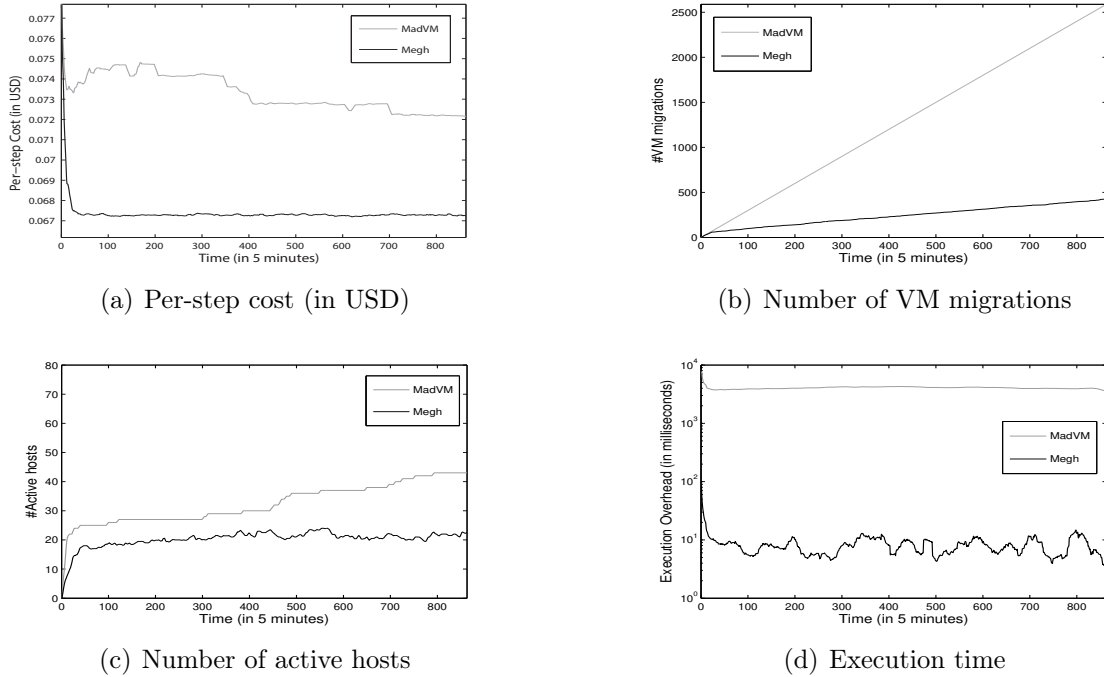 0.077
0.075
0.074
0.073
0.072
0.07
0.069
0.068
0.067
Per−step Cost (in USD)
MadVM
Megh
0 100 200 300 400 500 600 700 800
Time (in 5 minutes)
(a) Per-step cost (in USD)
2500
2000
1500
1000
500
0
#VM migrations
MadVM
Megh
0 100 200 300 400 500 600 700 800
Time (in 5 minutes)
(b) Number of VM migrations
80
70
60
50
40
30
20
10
0
#Active hosts
MadVM
Megh
0 100 200 300 400 500 600 700 800
Time (in 5 minutes)
(c) Number of active hosts
10⁴
10³
10²
10¹
10⁰
Execution Overhead (in milliseconds)
MadVM
Megh
0 100 200 300 400 500 600 700 800
Time (in 5 minutes)
(d) Execution time